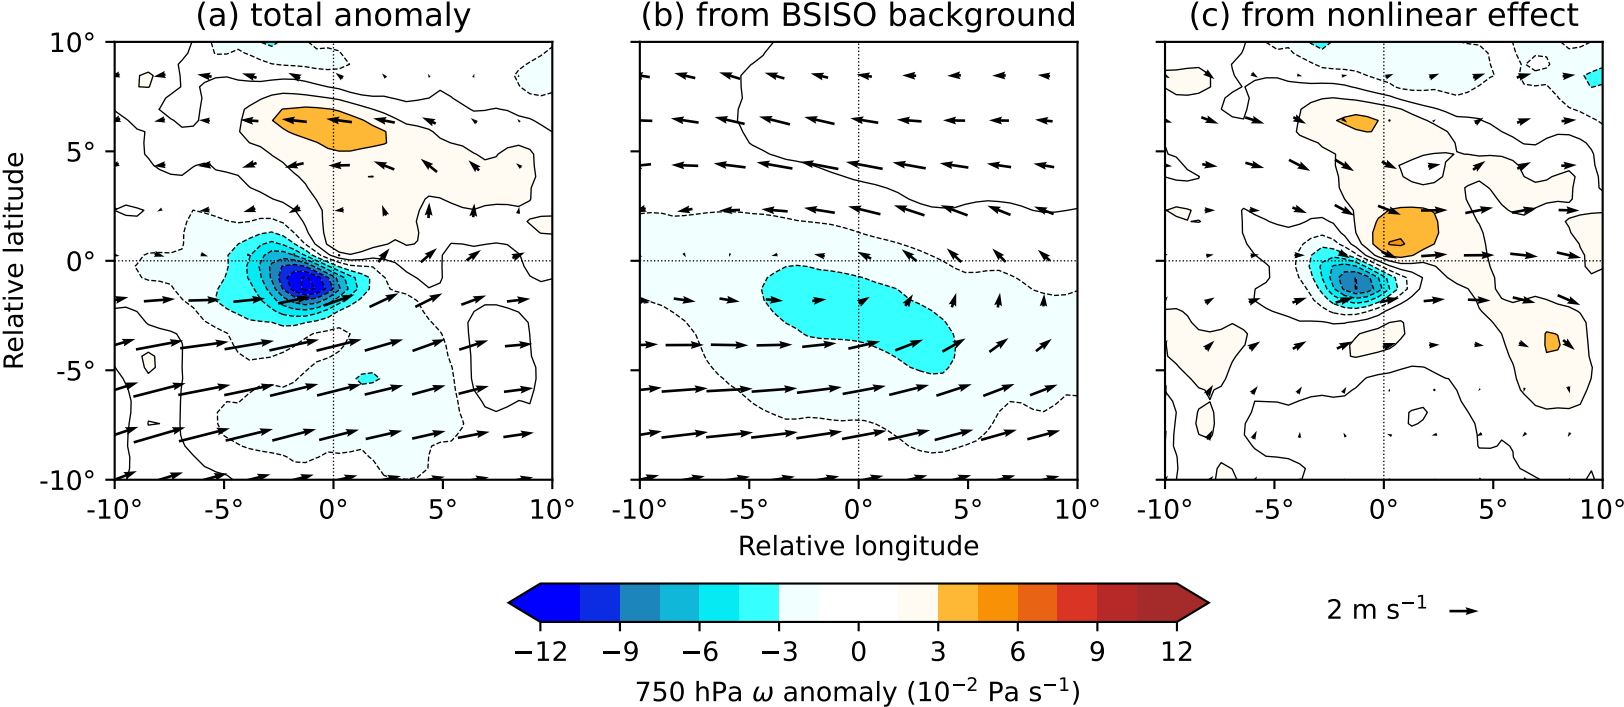 (a) total anomaly (b) from BSISO background (c) from nonlinear effect
10°
5°
0°
-5°
-10°
Relative latitude
-10° -5° 0° 5° 10° -10° -5° 0° 5° 10° -10° -5° 0° 5° 10°
Relative longitude
2 m s⁻¹
−12 −9 −6 −3 0 3 6 9 12
750 hPa ω anomaly (10⁻² Pa s⁻¹)